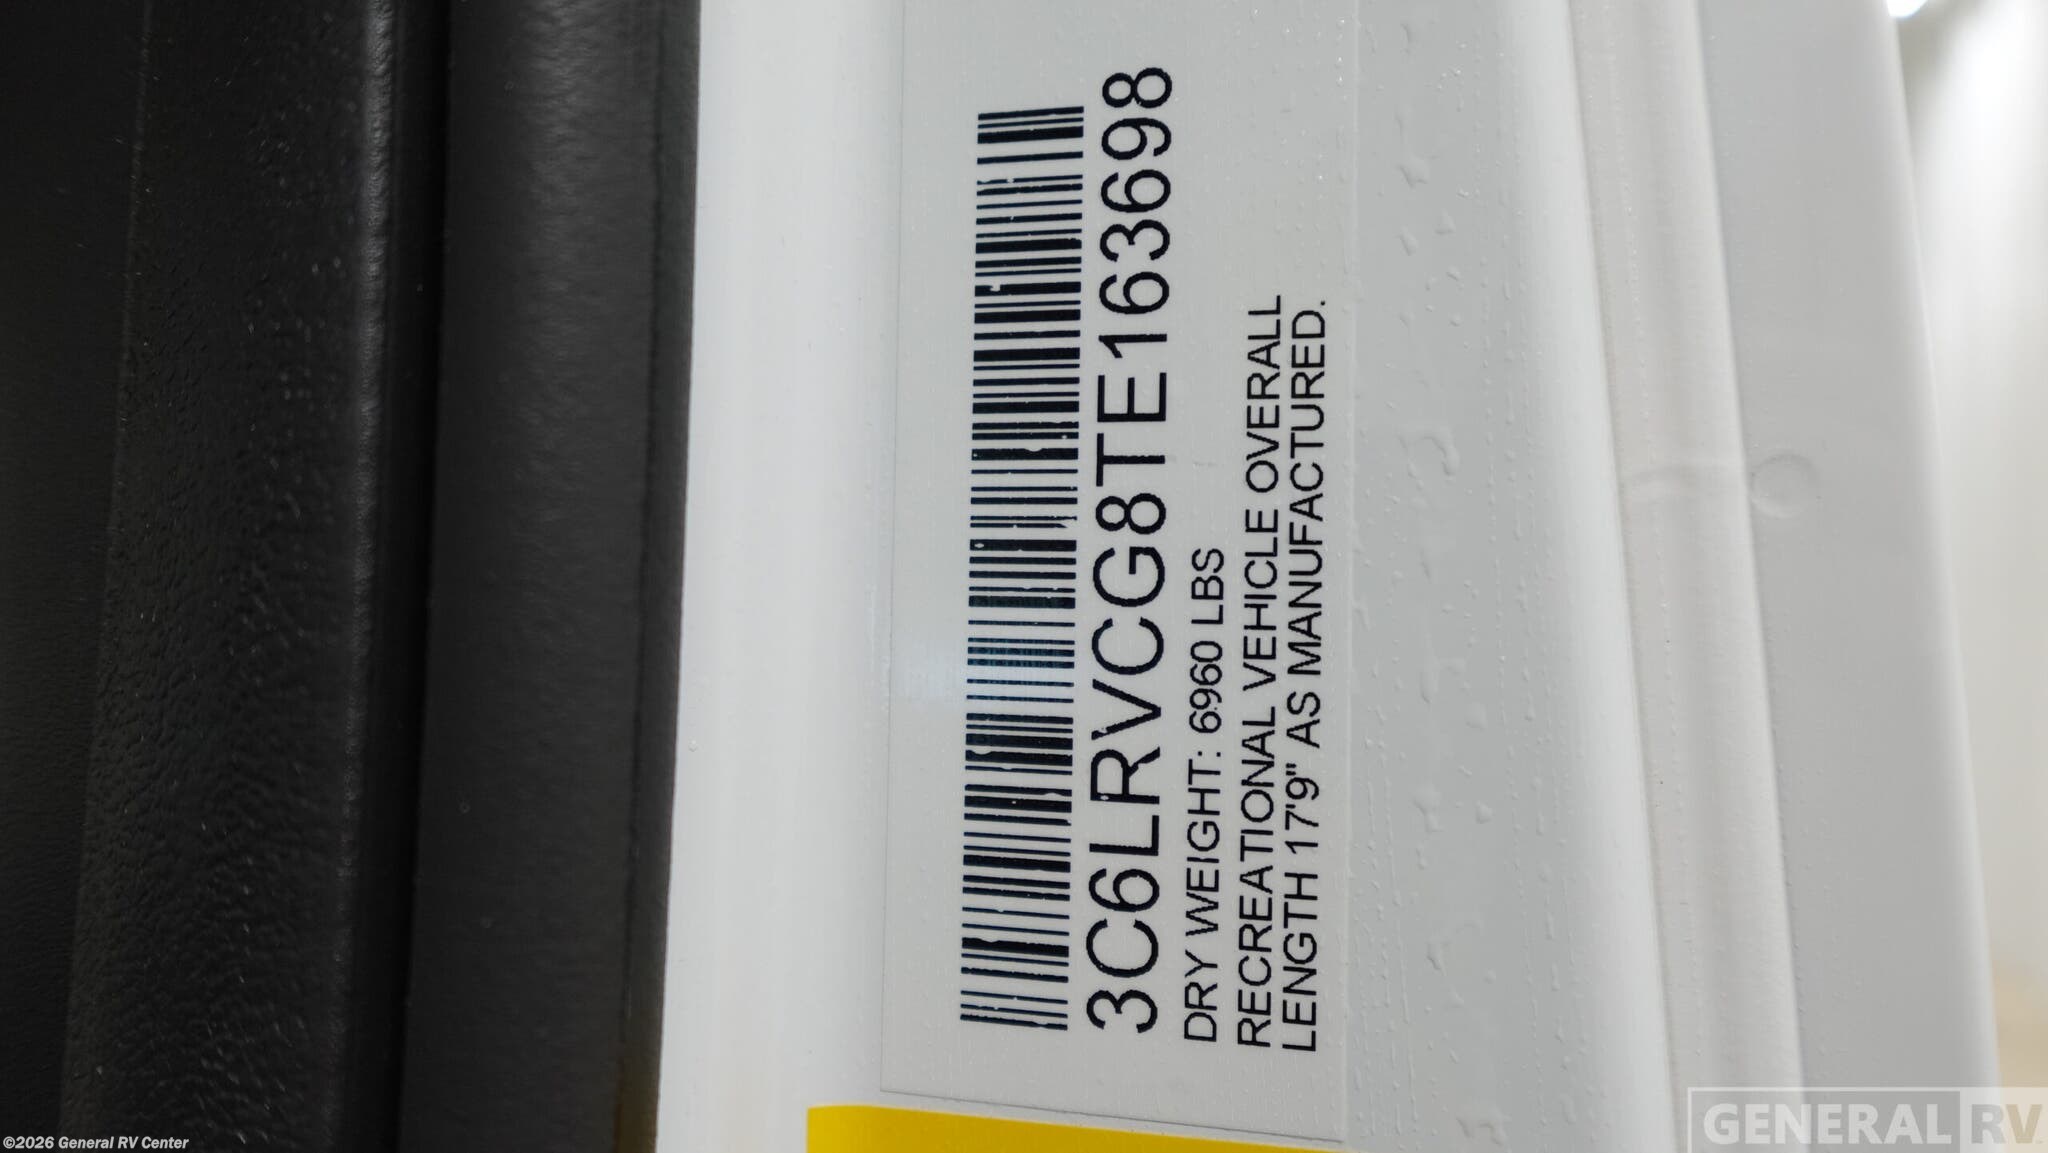 3C6LRVCG8TE163698
DRY WEIGHT: 6960 LBS
RECREATIONAL VEHICLE OVERALL
LENGTH 17'9" AS MANUFACTURED.
©2026 General RV Center
GENERAL RV